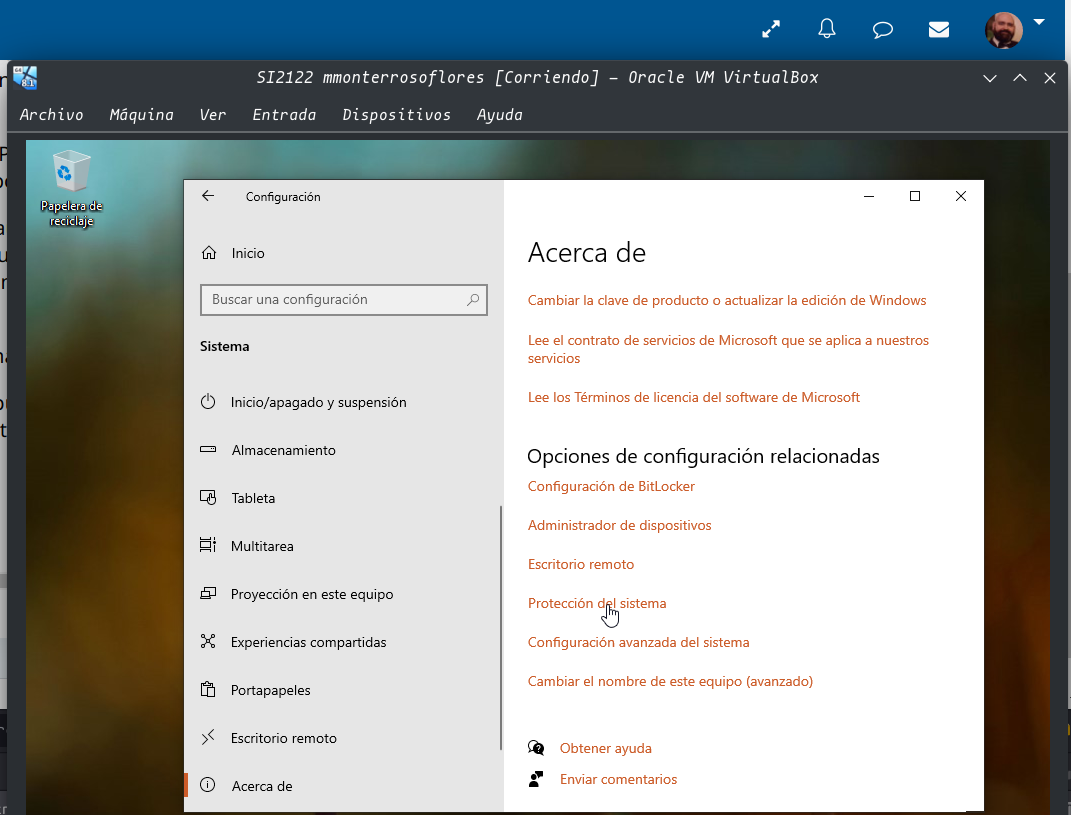 SI2122 mmonterrosoflores [Corriendo] – Oracle VM VirtualBox
Archivo Máquina Ver Entrada Dispositivos Ayuda
64
8.1
Papelera de
reciclaje
Configuración
Inicio
Buscar una configuración
Sistema
Inicio/apagado y suspensión
Almacenamiento
Tableta
Multitarea
Proyección en este equipo
Experiencias compartidas
Portapapeles
Escritorio remoto
Acerca de
Acerca de
Cambiar la clave de producto o actualizar la edición de Windows
Lee el contrato de servicios de Microsoft que se aplica a nuestros
servicios
Lee los Términos de licencia del software de Microsoft
Opciones de configuración relacionadas
Configuración de BitLocker
Administrador de dispositivos
Escritorio remoto
Protección del sistema
Configuración avanzada del sistema
Cambiar el nombre de este equipo (avanzado)
Obtener ayuda
Enviar comentarios